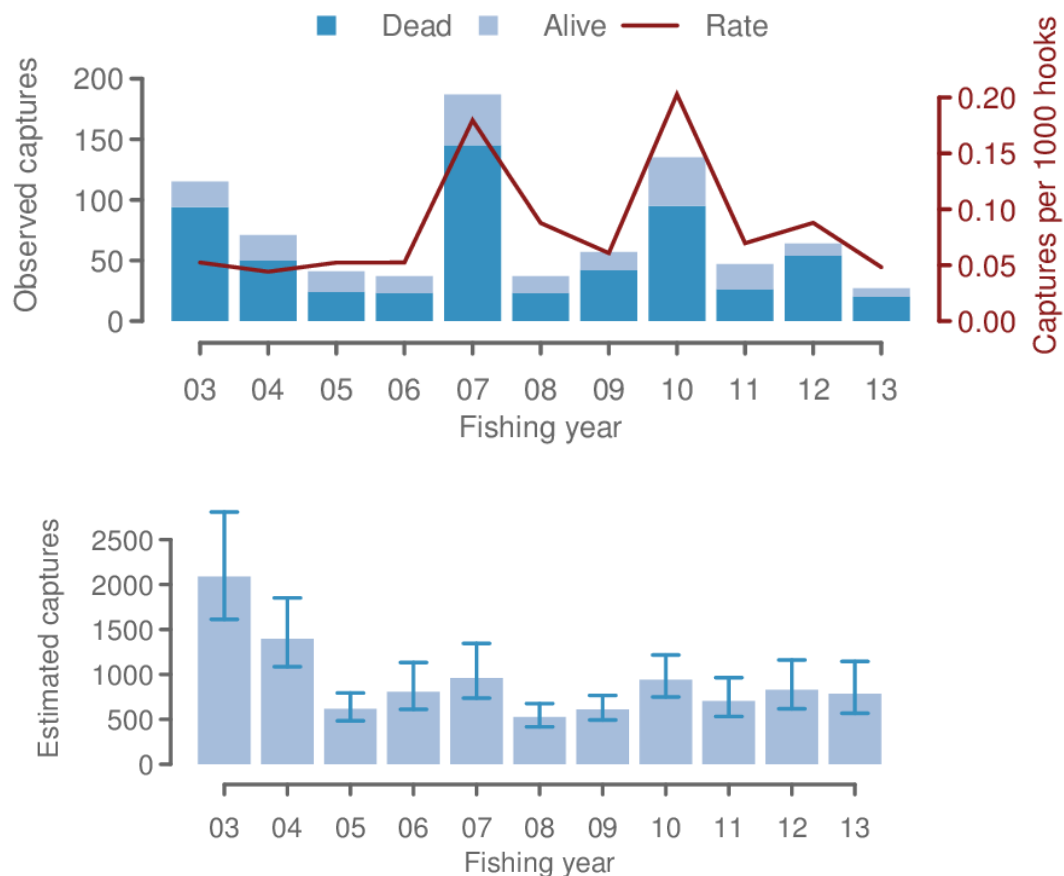 Dead Alive Rate
Observed captures
200
150
100
50
0
Captures per 1000 hooks
0.20
0.15
0.10
0.05
0.00
03 04 05 06 07 08 09 10 11 12 13
Fishing year
Estimated captures
2500
2000
1500
1000
500
0
03 04 05 06 07 08 09 10 11 12 13
Fishing year